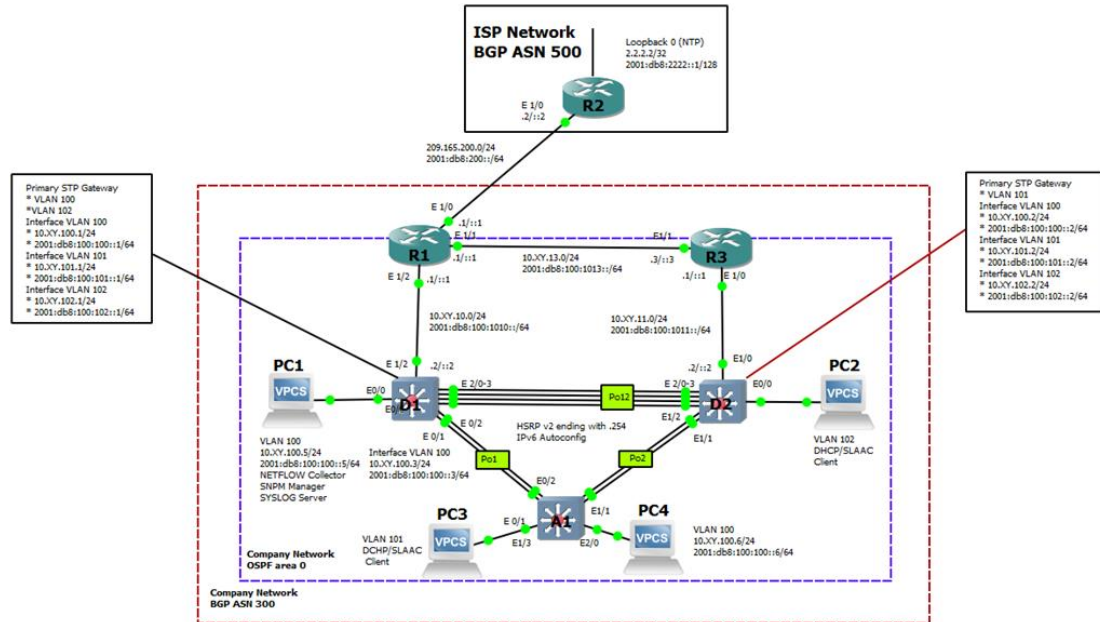 ISP Network
BGP ASN 500
Loopback 0 (NTP)
2.2.2.2/32
2001:db8:2222::1/128
E 1/0
.2/::2
R2
209.165.200.0/24
2001:db8:200::/64
Primary STP Gateway
* VLAN 100
*VLAN 102
Interface VLAN 100
* 10.XY.100.1/24
* 2001:db8:100:100::1/64
Interface VLAN 101
* 10.XY.101.1/24
* 2001:db8:100:101::1/64
Interface VLAN 102
* 10.XY.102.1/24
* 2001:db8:100:102::1/64
Primary STP Gateway
* VLAN 101
Interface VLAN 100
* 10.XY.100.2/24
* 2001:db8:100:100::2/64
Interface VLAN 101
* 10.XY.101.2/24
* 2001:db8:100:101::2/64
Interface VLAN 102
* 10.XY.102.2/24
* 2001:db8:100:102::2/64
E 1/0
.1/::1
R1
E 1/1
.1/::1
E 1/2
.1/::1
10.XY.13.0/24
2001:db8:100:1013::/64
E1/1
.3/::3
R3
.1/::1
E 1/0
10.XY.10.0/24
2001:db8:100:1010::/64
10.XY.11.0/24
2001:db8:100:1011::/64
E 1/2
.2/::2
.2/::2
E1/0
PC1
VPCS
E0/0
D1
E 2/0-3
Po12
E 2/0-3
D2
E0/0
PC2
VPCS
E 0/2
E 0/1
HSRP v2 ending with .254
IPv6 Autoconfig
E1/2
E1/1
VLAN 100
10.XY.100.5/24
2001:db8:100:100::5/64
NETFLOW Collector
SNPM Manager
SYSLOG Server
Interface VLAN 100
10.XY.100.3/24
2001:db8:100:100::3/64
Po1
Po2
VLAN 102
DHCP/SLAAC
Client
E0/2
E 0/1
A1
E1/1
E1/3
E2/0
PC3
VPCS
VLAN 101
DCHP/SLAAC
Client
PC4
VPCS
VLAN 100
10.XY.100.6/24
2001:db8:100:100::6/64
Company Network
OSPF area 0
Company Network
BGP ASN 300